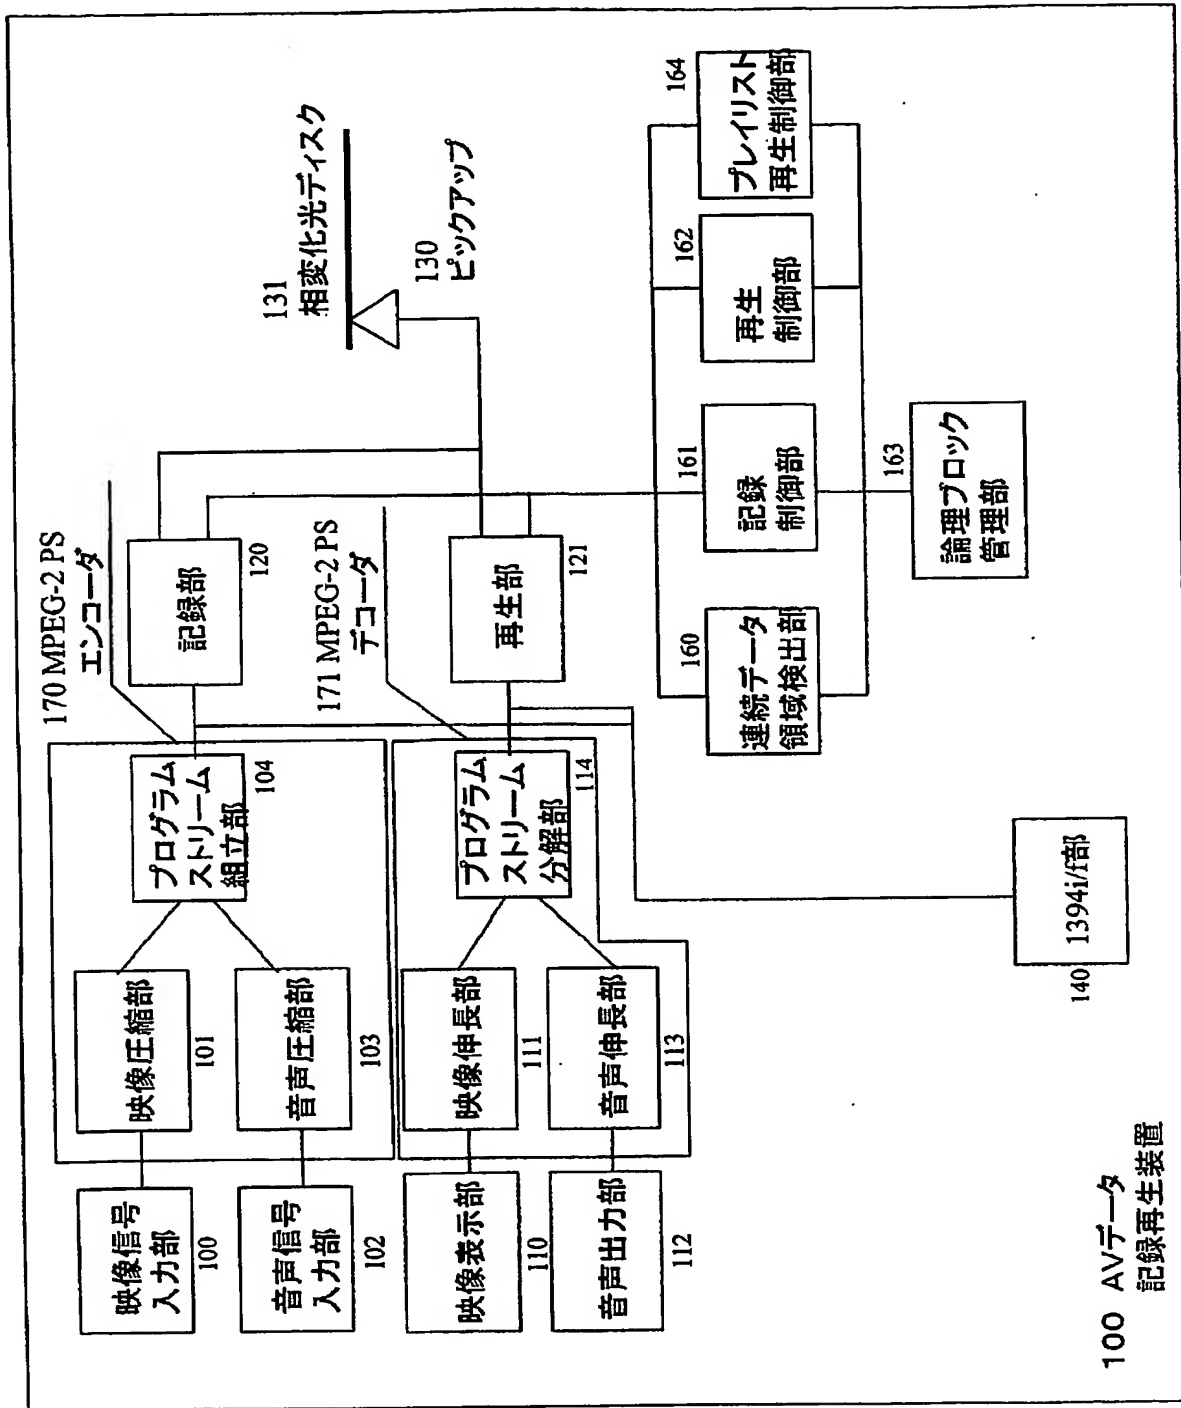 170 MPEG-2 PS
エンコーダ
映像信号
入力部
100
映像圧縮部
101
プログラム
ストリーム
組立部
104
記録部
120
音声信号
入力部
102
音声圧縮部
103
131
相変化光ディスク
130
ピックアップ
171 MPEG-2 PS
デコーダ
映像表示部
110
映像伸長部
111
プログラム
ストリーム
分解部
114
再生部
121
音声出力部
112
音声伸長部
113
160
連続データ
領域検出部
161
記録
制御部
162
再生
制御部
164
プレイリスト
再生制御部
163
論理ブロック
管理部
140
1394i/f部
100 AVデータ
記録再生装置